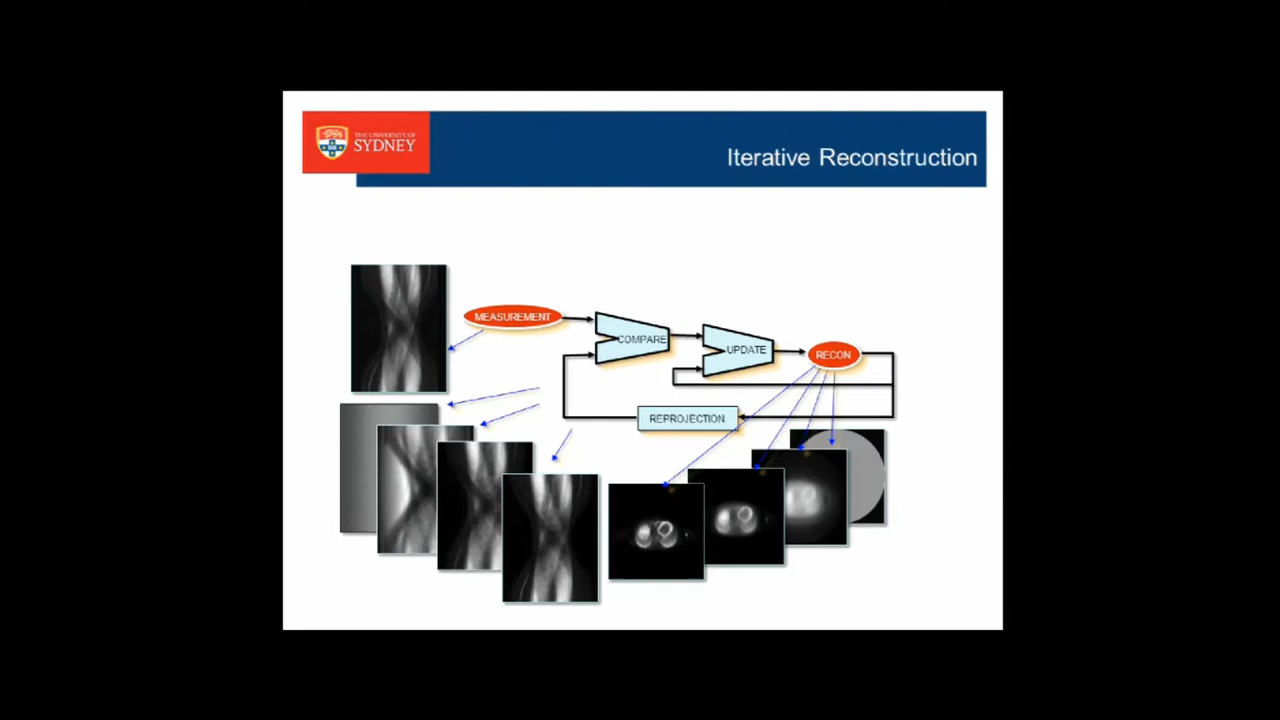 THE UNIVERSITY OF
SYDNEY
Iterative Reconstruction
MEASUREMENT
COMPARE
UPDATE
RECON
REPROJECTION